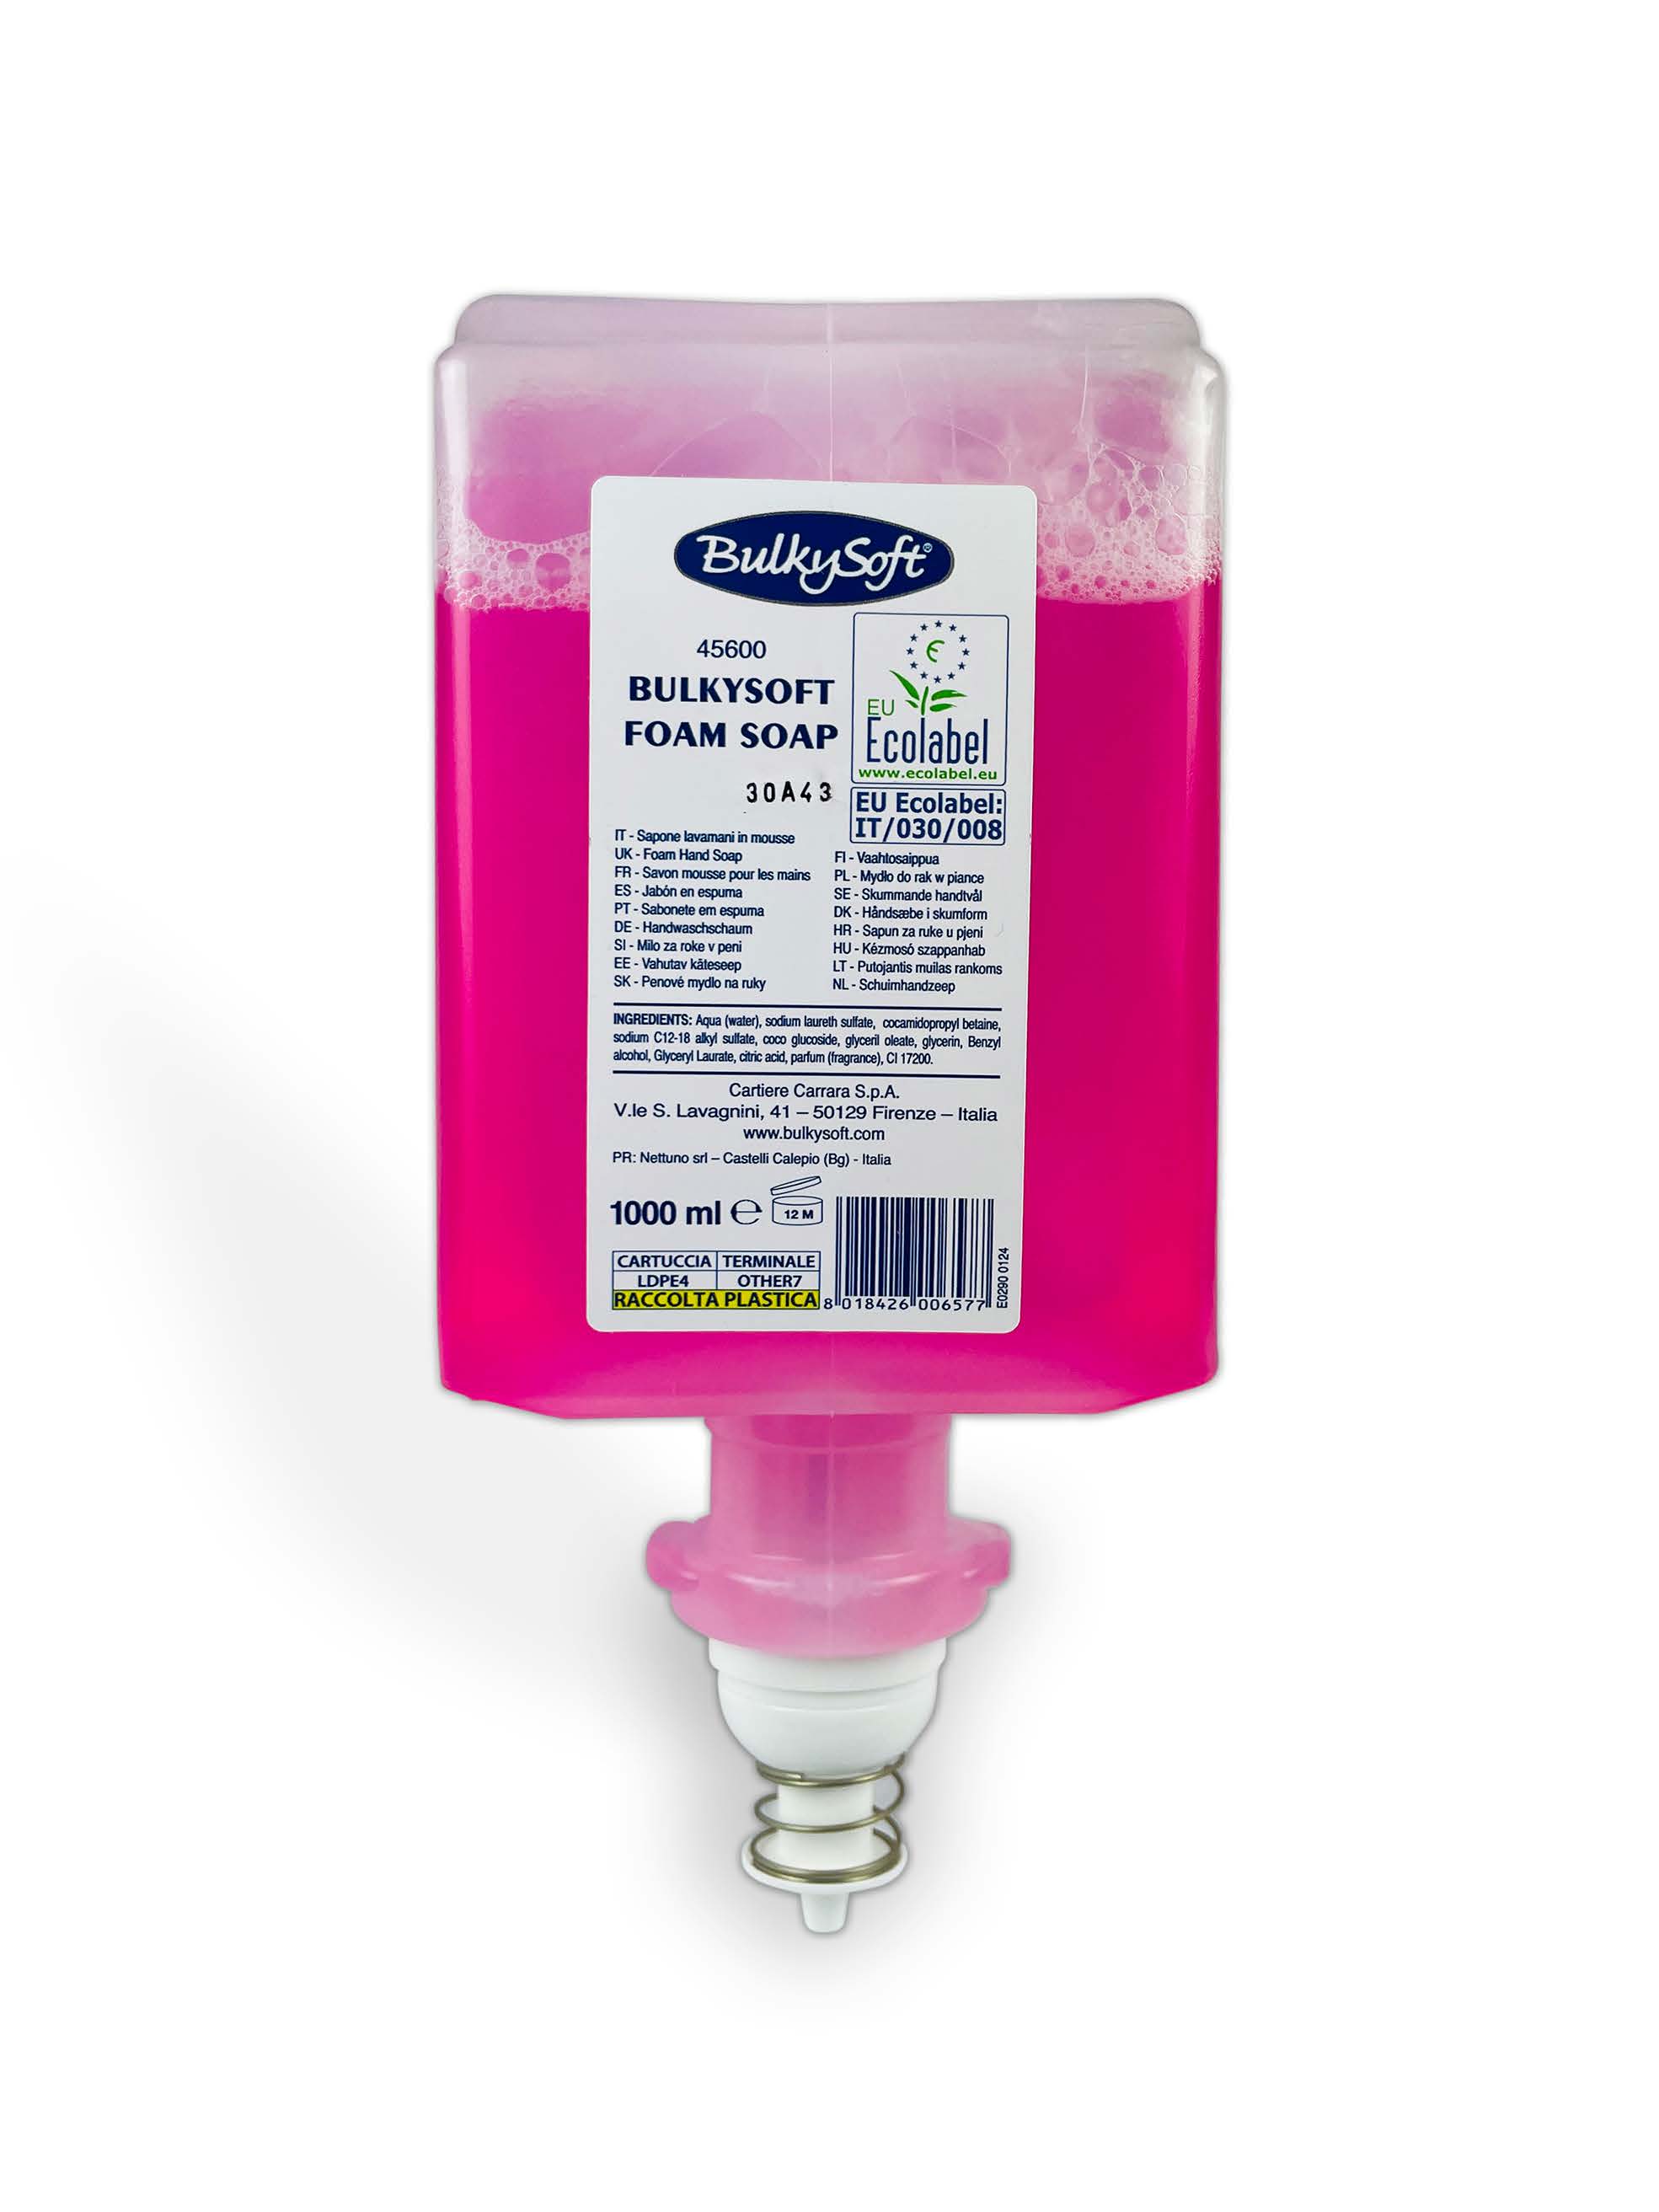 BulkySoft®
45600
BULKYSOFT
FOAM SOAP
30A43
€
EU
Ecolabel
www.ecolabel.eu
EU Ecolabel:
IT/030/008
IT - Sapone lavamani in mousse
UK - Foam Hand Soap
FR - Savon mousse pour les mains
ES - Jabón en espuma
PT - Sabonete em espuma
DE - Handwaschschaum
SI - Milo za roke v peni
EE - Vahutav käteseep
SK - Penové mydlo na ruky
FI - Vaahtosaippua
PL - Mydło do rak w piance
SE - Skummande handtvål
DK - Håndsæbe i skumform
HR - Sapun za ruke u pjeni
HU - Kézmosó szappanhab
LT - Putojantis muilas rankoms
NL - Schuimhandzeep
INGREDIENTS: Aqua (water), sodium laureth sulfate, cocamidopropyl betaine,
sodium C12-18 alkyl sulfate, coco glucoside, glyceril oleate, glycerin, Benzyl
alcohol, Glyceryl Laurate, citric acid, parfum (fragrance), CI 17200.
Cartiere Carrara S.p.A.
V.le S. Lavagnini, 41 – 50129 Firenze – Italia
www.bulkysoft.com
PR: Nettuno srl – Castelli Calepio (Bg) - Italia
1000 ml ℮
12 M
CARTUCCIA TERMINALE
LDPE4 OTHER7
RACCOLTA PLASTICA
8 018426 006577
E0290 0124